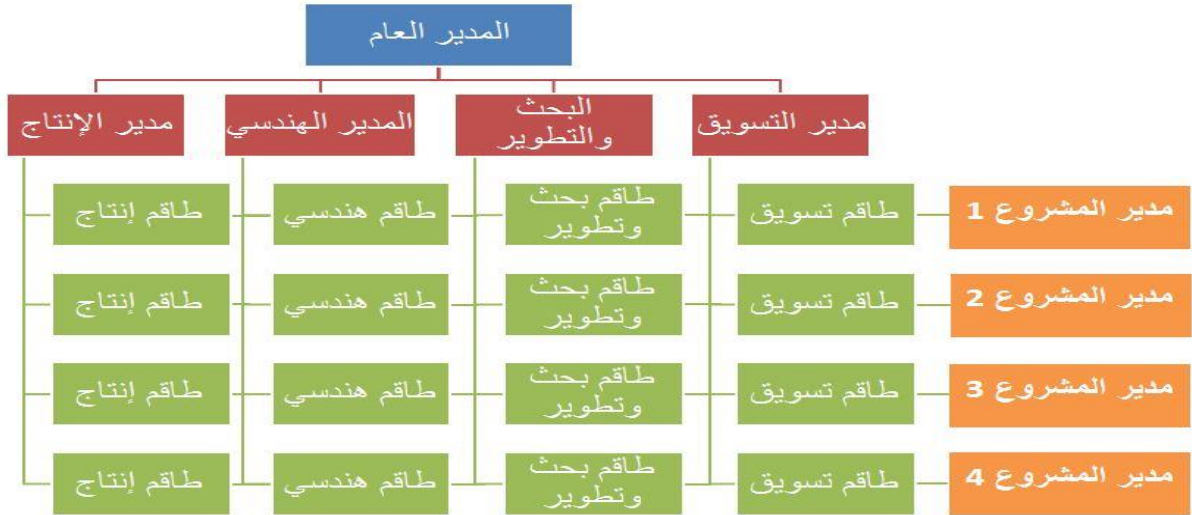 المدير العام
مدير التسويق
البحث
والتطوير
المدير الهندسي
مدير الإنتاج
مدير المشروع 1
طاقم تسويق
طاقم بحث
وتطوير
طاقم هندسي
طاقم إنتاج
مدير المشروع 2
طاقم تسويق
طاقم بحث
وتطوير
طاقم هندسي
طاقم إنتاج
مدير المشروع 3
طاقم تسويق
طاقم بحث
وتطوير
طاقم هندسي
طاقم إنتاج
مدير المشروع 4
طاقم تسويق
طاقم بحث
وتطوير
طاقم هندسي
طاقم إنتاج